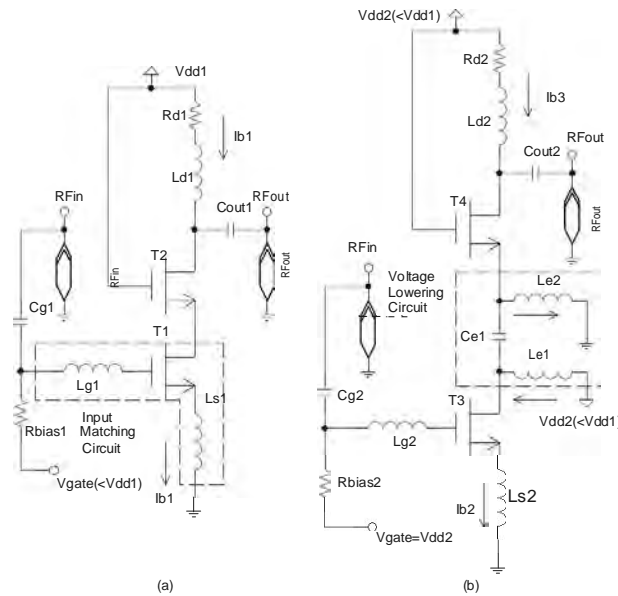 Vdd1
Rd1
Ib1
Ld1
RFin
Cout1
RFout
T2
RFin
RFout
Cg1
T1
Lg1
Ls1
Input
Matching
Circuit
Rbias1
Vgate(<Vdd1)
Ib1
(a)
Vdd2(<Vdd1)
Rd2
Ib3
Ld2
RFout
Cout2
T4
RFout
RFin
Voltage
Lowering
Circuit
Le2
Ce1
Le1
Cg2
T3
Vdd2(<Vdd1)
Lg2
Rbias2
Ib2
Ls2
Vgate=Vdd2
(b)